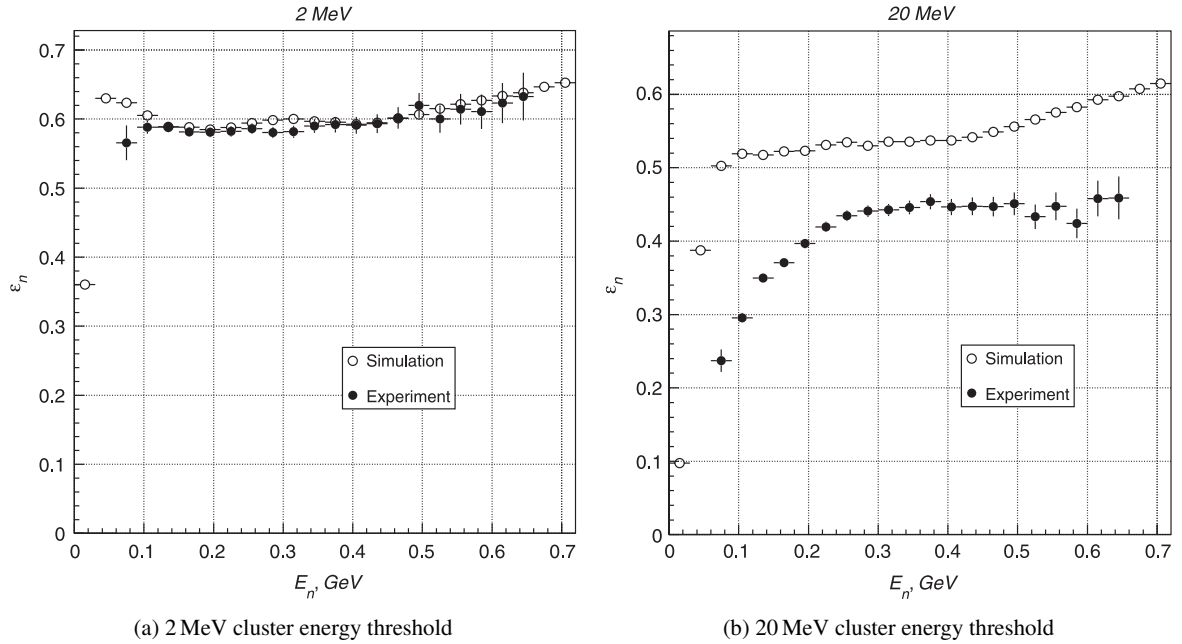 2 MeV
0.7
0.6
0.5
0.4
0.3
0.2
0.1
0
εn
Simulation
Experiment
0 0.1 0.2 0.3 0.4 0.5 0.6 0.7
En, GeV
(a) 2 MeV cluster energy threshold
20 MeV
0.6
0.5
0.4
0.3
0.2
0.1
0
εn
Simulation
Experiment
0 0.1 0.2 0.3 0.4 0.5 0.6 0.7
En, GeV
(b) 20 MeV cluster energy threshold